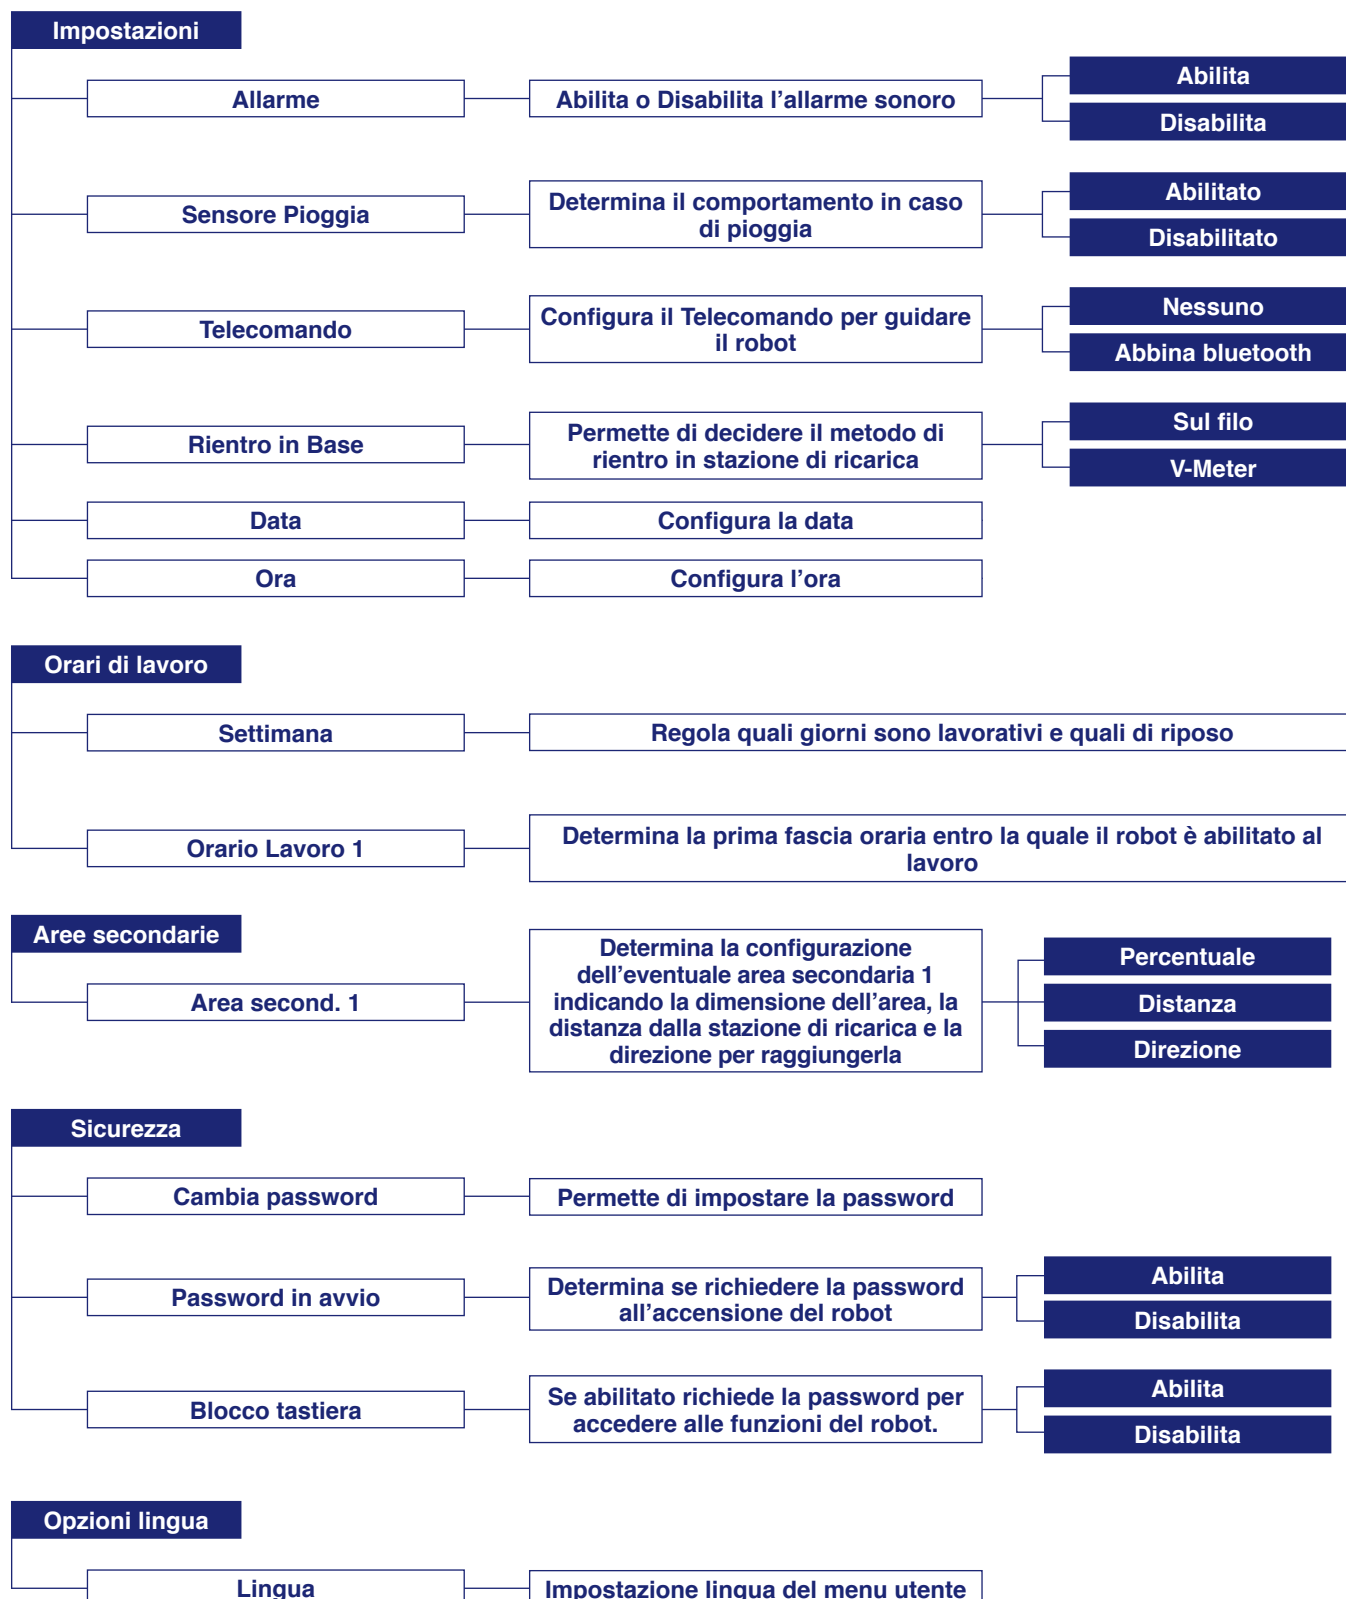 Impostazioni
Allarme
Abilita o Disabilita l’allarme sonoro
Abilita
Disabilita
Sensore Pioggia
Determina il comportamento in caso
di pioggia
Abilitato
Disabilitato
Telecomando
Configura il Telecomando per guidare
il robot
Nessuno
Abbina bluetooth
Rientro in Base
Permette di decidere il metodo di
rientro in stazione di ricarica
Sul filo
V-Meter
Data
Configura la data
Ora
Configura l’ora
Orari di lavoro
Settimana
Regola quali giorni sono lavorativi e quali di riposo
Orario Lavoro 1
Determina la prima fascia oraria entro la quale il robot è abilitato al
lavoro
Aree secondarie
Area second. 1
Determina la configurazione
dell’eventuale area secondaria 1
indicando la dimensione dell’area, la
distanza dalla stazione di ricarica e la
direzione per raggiungerla
Percentuale
Distanza
Direzione
Sicurezza
Cambia password
Permette di impostare la password
Password in avvio
Determina se richiedere la password
all’accensione del robot
Abilita
Disabilita
Blocco tastiera
Se abilitato richiede la password per
accedere alle funzioni del robot.
Abilita
Disabilita
Opzioni lingua
Lingua
Impostazione lingua del menu utente